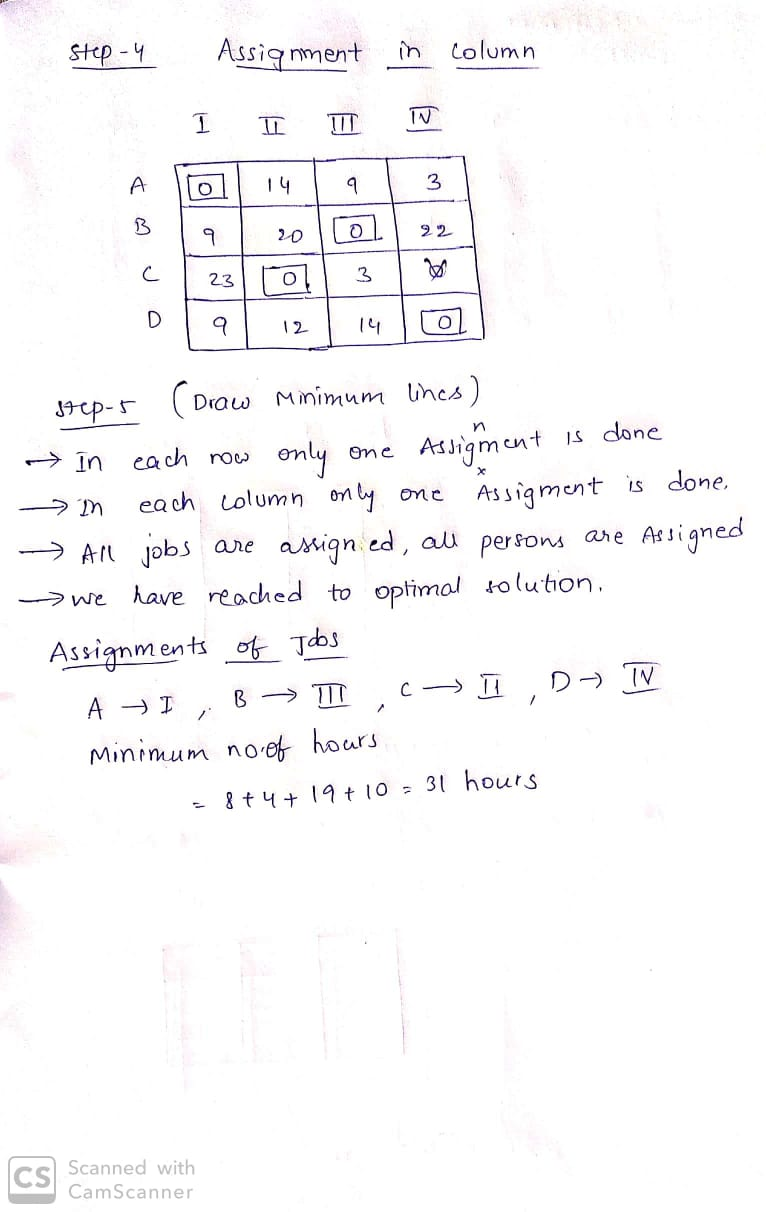 Step-4 Assignment in column
I II III IV
A 0 14 9 3
B 9 20 0 22
C 23 0 3 0
D 9 12 14 0
Step-5 (Draw Minimum lines)
→ In each row only one Assigment is done
n
→ In each column only one Assigment is done.
x
→ All jobs are assigned, all persons are Assigned
→ we have reached to optimal solution.
Assignments of Jobs
A → I, B → III, C → II, D → IV
Minimum no.of hours
= 8+4+19+10 = 31 hours
CS Scanned with
CamScanner